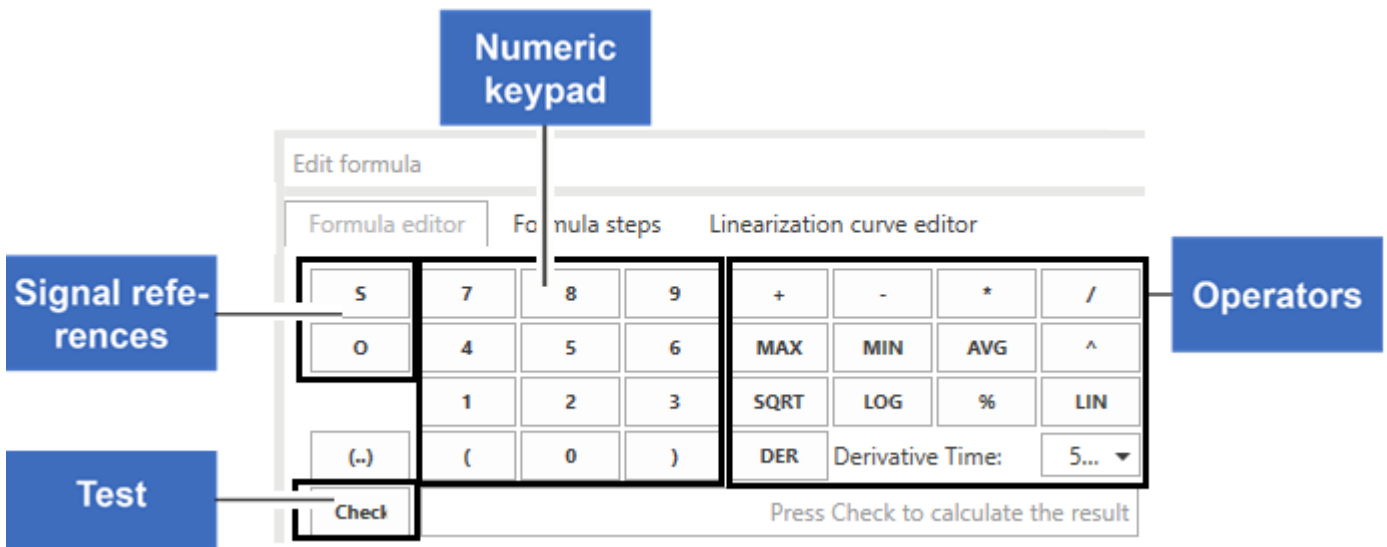 Numeric
keypad
Edit formula
Formula editor Formula steps Linearization curve editor
Signal refe-
rences
Operators
S 7 8 9 + - * /
O 4 5 6 MAX MIN AVG ^
1 2 3 SQRT LOG % LIN
(..) ( 0 ) DER Derivative Time: 5...
Test
Check Press Check to calculate the result